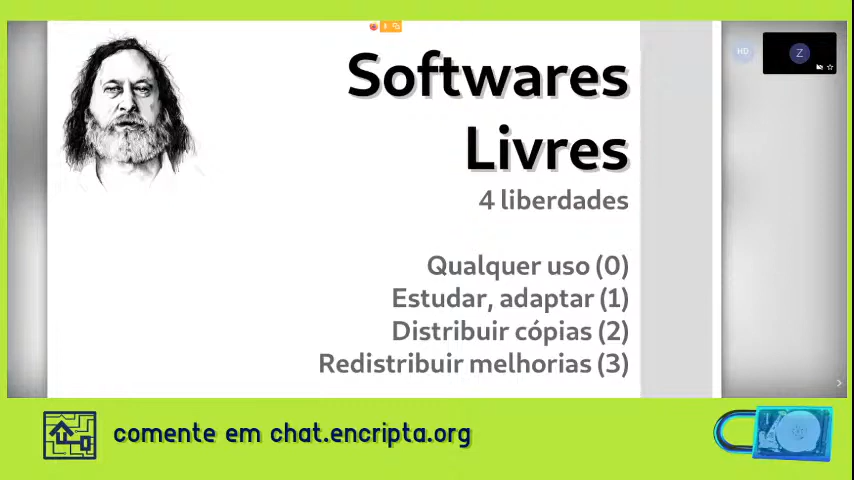 Softwares
Livres
4 liberdades
Qualquer uso (0)
Estudar, adaptar (1)
Distribuir cópias (2)
Redistribuir melhorias (3)
HD
Z
comente em chat.encripta.org